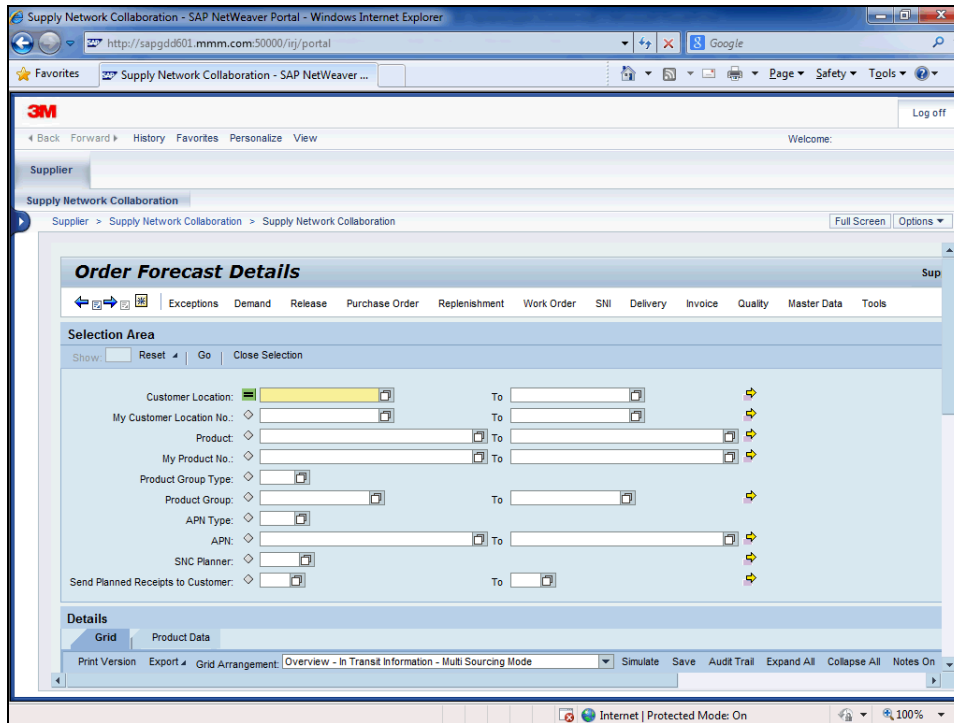 Supply Network Collaboration - SAP NetWeaver Portal - Windows Internet Explorer
http://sapgdd601.mmm.com:50000/irj/portal
Google
Favorites
Supply Network Collaboration - SAP NetWeaver ...
Page Safety Tools
3M
Log off
Back Forward History Favorites Personalize View
Welcome:
Supplier
Supply Network Collaboration
Supplier > Supply Network Collaboration > Supply Network Collaboration
Full Screen Options
Order Forecast Details
Sup
Exceptions Demand Release Purchase Order Replenishment Work Order SNI Delivery Invoice Quality Master Data Tools
Selection Area
Show: Reset Go Close Selection
Customer Location: To
My Customer Location No.: To
Product: To
My Product No.: To
Product Group Type:
Product Group: To
APN Type:
APN: To
SNC Planner:
Send Planned Receipts to Customer: To
Details
Grid Product Data
Print Version Export Grid Arrangement: Overview - In Transit Information - Multi Sourcing Mode Simulate Save Audit Trail Expand All Collapse All Notes On
Internet | Protected Mode: On
100%